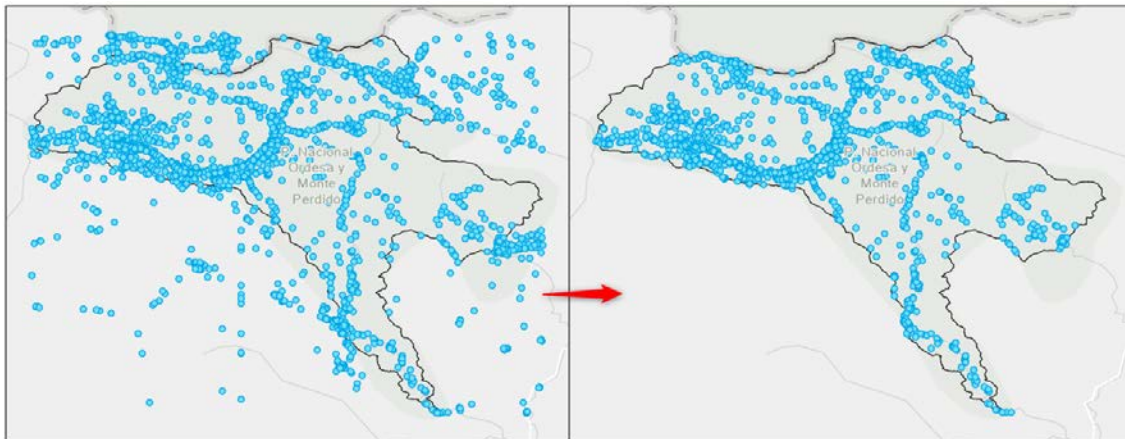 P. Nacional
Ordesa y
Monte
Perdido
P. Nacional
Ordesa y
Monte
Perdido